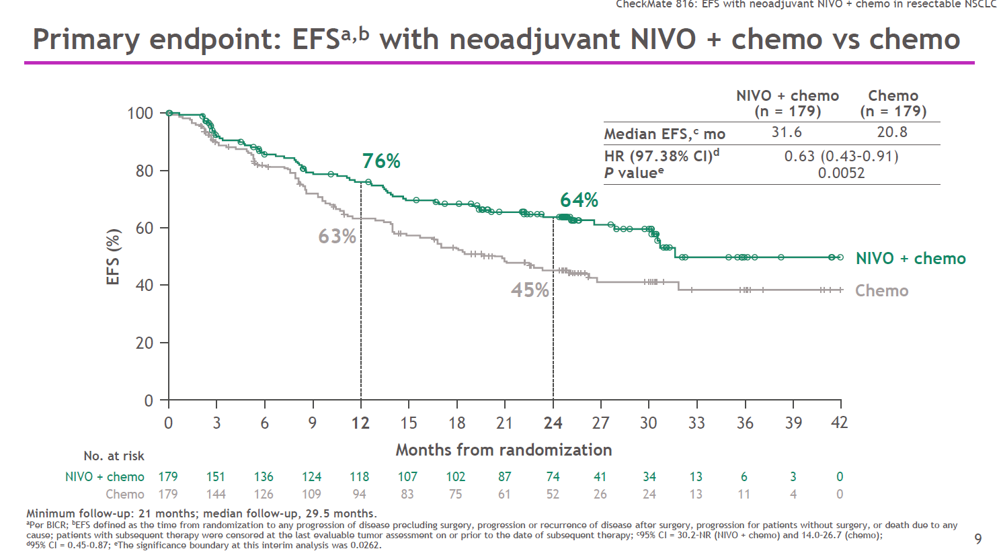 CheckMate 816: EFS with neoadjuvant NIVO + chemo in resectable NSCLC
Primary endpoint: EFSᵃ,ᵇ with neoadjuvant NIVO + chemo vs chemo
NIVO + chemo Chemo
(n = 179) (n = 179)
Median EFS,ᶜ mo 31.6 20.8
HR (97.38% CI)ᵈ 0.63 (0.43-0.91)
P valueᵉ 0.0052
EFS (%)
100
80
60
40
20
0
76%
64%
63%
45%
NIVO + chemo
Chemo
0 3 6 9 12 15 18 21 24 27 30 33 36 39 42
Months from randomization
No. at risk
NIVO + chemo 179 151 136 124 118 107 102 87 74 41 34 13 6 3 0
Chemo 179 144 126 109 94 83 75 61 52 26 24 13 11 4 0
Minimum follow-up: 21 months; median follow-up, 29.5 months.
ᵃPer BICR; ᵇEFS defined as the time from randomization to any progression of disease precluding surgery, progression or recurrence of disease after surgery, progression for patients without surgery, or death due to any
cause; patients with subsequent therapy were censored at the last evaluable tumor assessment on or prior to the date of subsequent therapy; ᶜ95% CI = 30.2-NR (NIVO + chemo) and 14.0-26.7 (chemo);
ᵈ95% CI = 0.45-0.87; ᵉThe significance boundary at this interim analysis was 0.0262.
9